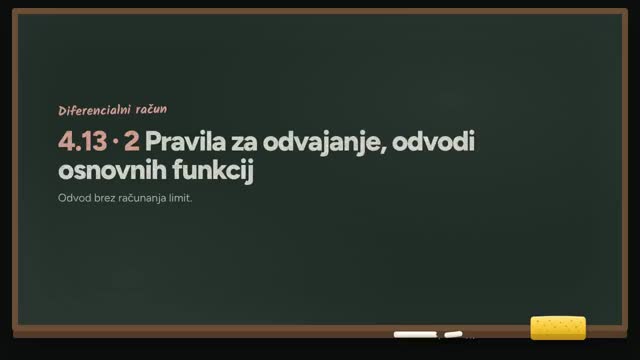 Diferencialni račun
4.13 · 2 Pravila za odvajanje, odvodi
osnovnih funkcij
Odvod brez računanja limit.